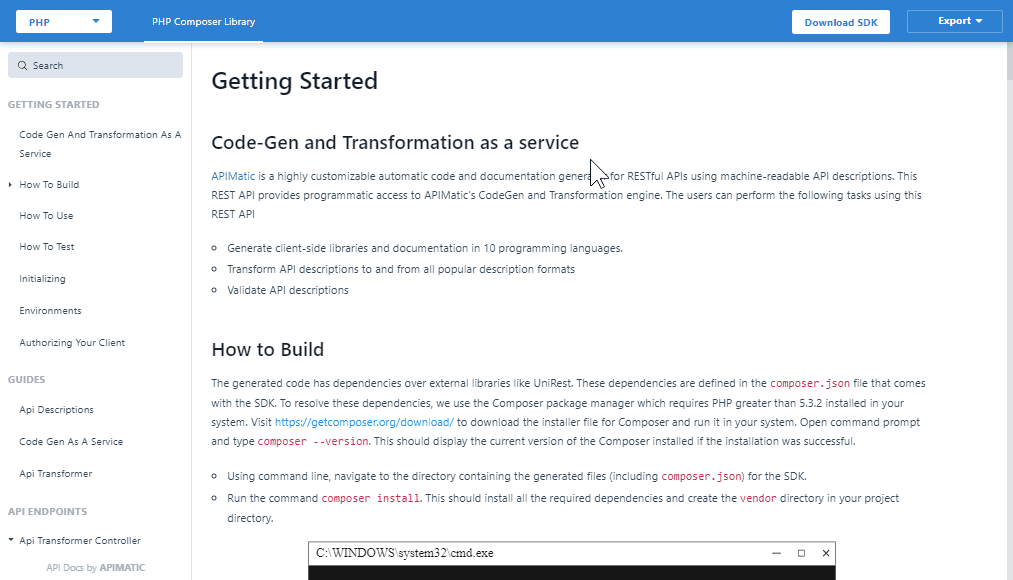 PHP
PHP Composer Library
Download SDK
Export
Search
GETTING STARTED
Code Gen And Transformation As A
Service
How To Build
How To Use
How To Test
Initializing
Environments
Authorizing Your Client
GUIDES
Api Descriptions
Code Gen As A Service
Api Transformer
API ENDPOINTS
Api Transformer Controller
API Docs by APIMATIC
Getting Started
Code-Gen and Transformation as a service
APIMatic is a highly customizable automatic code and documentation genera for RESTful APIs using machine-readable API descriptions. This
REST API provides programmatic access to APIMatic's CodeGen and Transformation engine. The users can perform the following tasks using this
REST API
Generate client-side libraries and documentation in 10 programming languages.
Transform API descriptions to and from all popular description formats
Validate API descriptions
How to Build
The generated code has dependencies over external libraries like UniRest. These dependencies are defined in the composer.json file that comes
with the SDK. To resolve these dependencies, we use the Composer package manager which requires PHP greater than 5.3.2 installed in your
system. Visit https://getcomposer.org/download/ to download the installer file for Composer and run it in your system. Open command prompt
and type composer --version. This should display the current version of the Composer installed if the installation was successful.
Using command line, navigate to the directory containing the generated files (including composer.json) for the SDK.
Run the command composer install. This should install all the required dependencies and create the vendor directory in your project
directory.
C:\WINDOWS\system32\cmd.exe